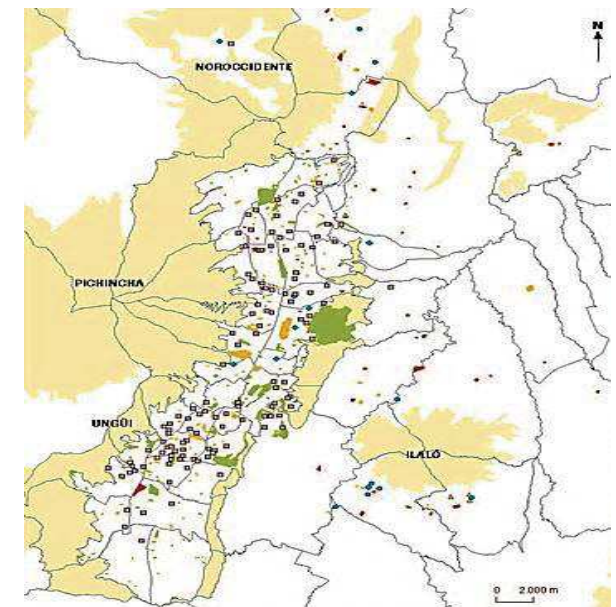 N
NOROCCIDENTE
PICHINCHA
UNGÜI
ILALÓ
0 2.000 m